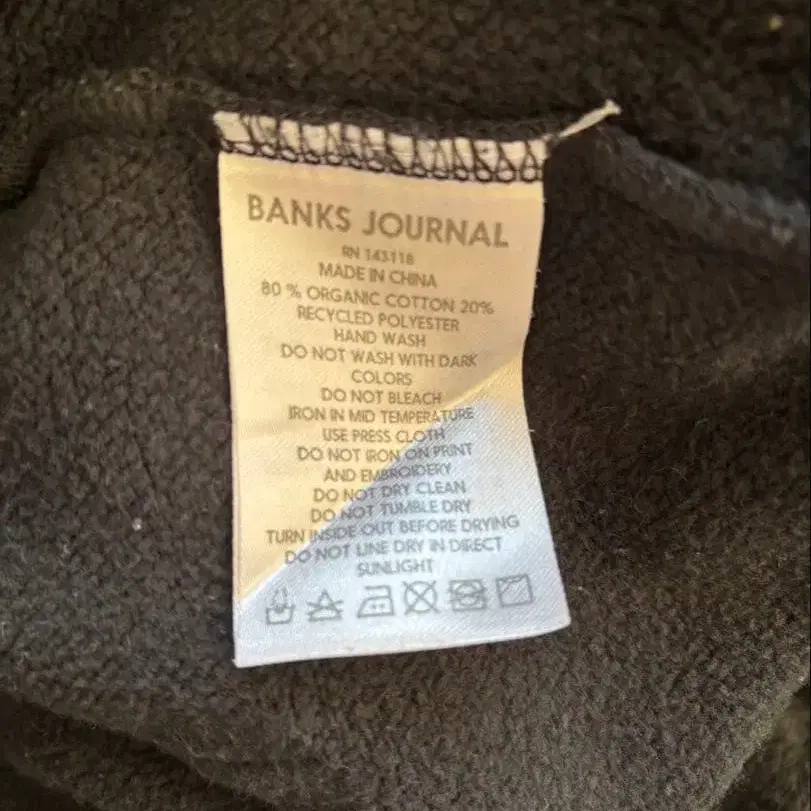 BANKS JOURNAL
RN 143118
MADE IN CHINA
80 % ORGANIC COTTON 20%
RECYCLED POLYESTER
HAND WASH
DO NOT WASH WITH DARK
COLORS
DO NOT BLEACH
IRON IN MID TEMPERATURE
USE PRESS CLOTH
DO NOT IRON ON PRINT
AND EMBROIDERY
DO NOT DRY CLEAN
DO NOT TUMBLE DRY
TURN INSIDE OUT BEFORE DRYING
DO NOT LINE DRY IN DIRECT
SUNLIGHT